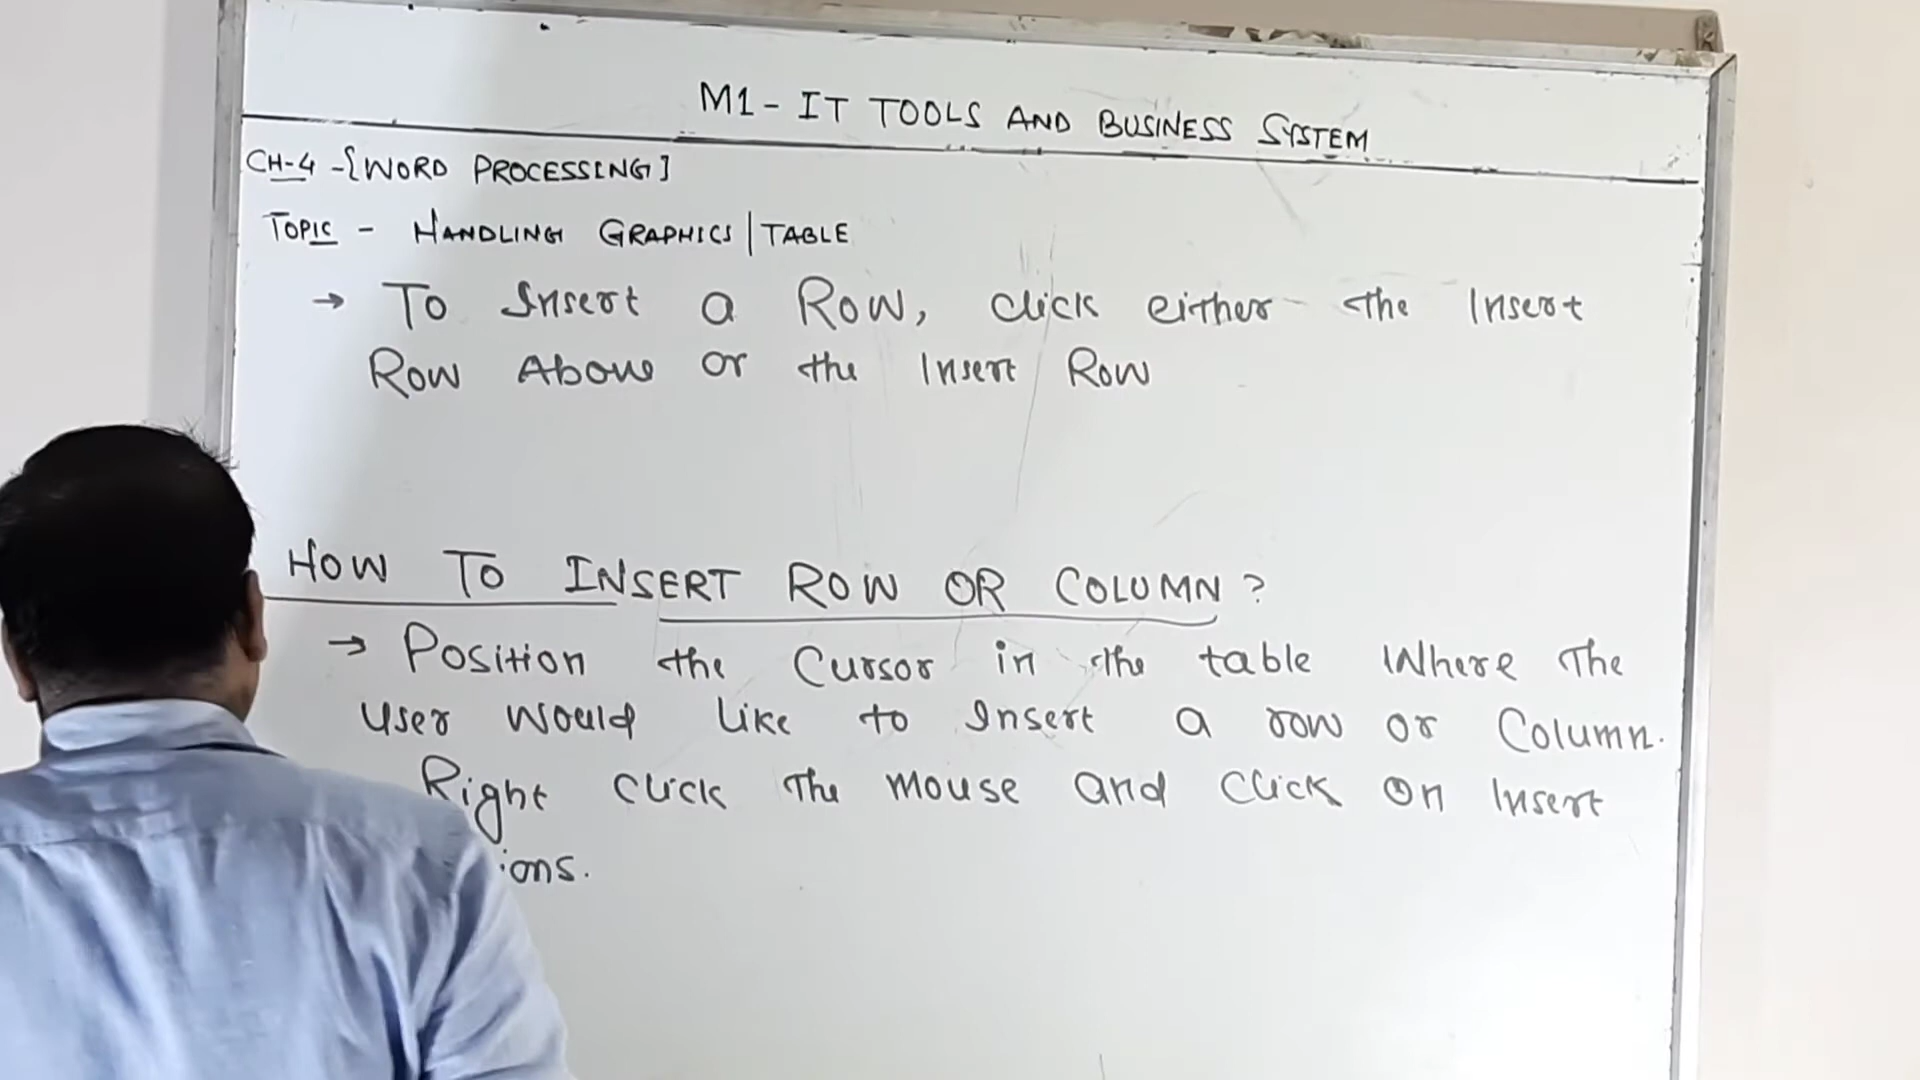 M1 - IT TOOLS AND BUSINESS SYSTEM
CH-4 -[WORD PROCESSING]
TOPIC - HANDLING GRAPHICS | TABLE
→ To Insert a Row, click either the Insert
Row Above or the Insert Row
HOW TO INSERT ROW OR COLUMN ?
→ Position the Cursor in the table Where The
User Would like to Insert a row or Column.
Right click The mouse and Click On Insert
ions.